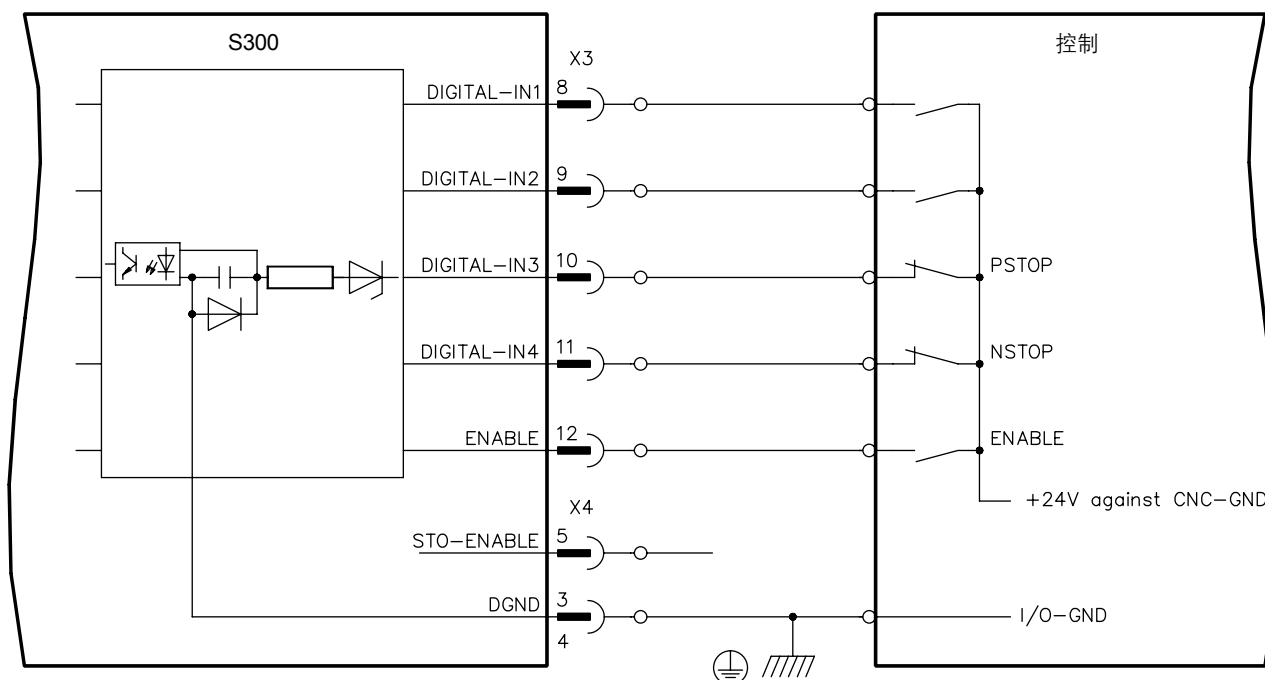 S300
控制
X3
DIGITAL-IN1
8
DIGITAL-IN2
9
DIGITAL-IN3
10
PSTOP
DIGITAL-IN4
11
NSTOP
ENABLE
12
ENABLE
+24V against CNC-GND
X4
STO-ENABLE
5
DGND
3
I/O-GND
4